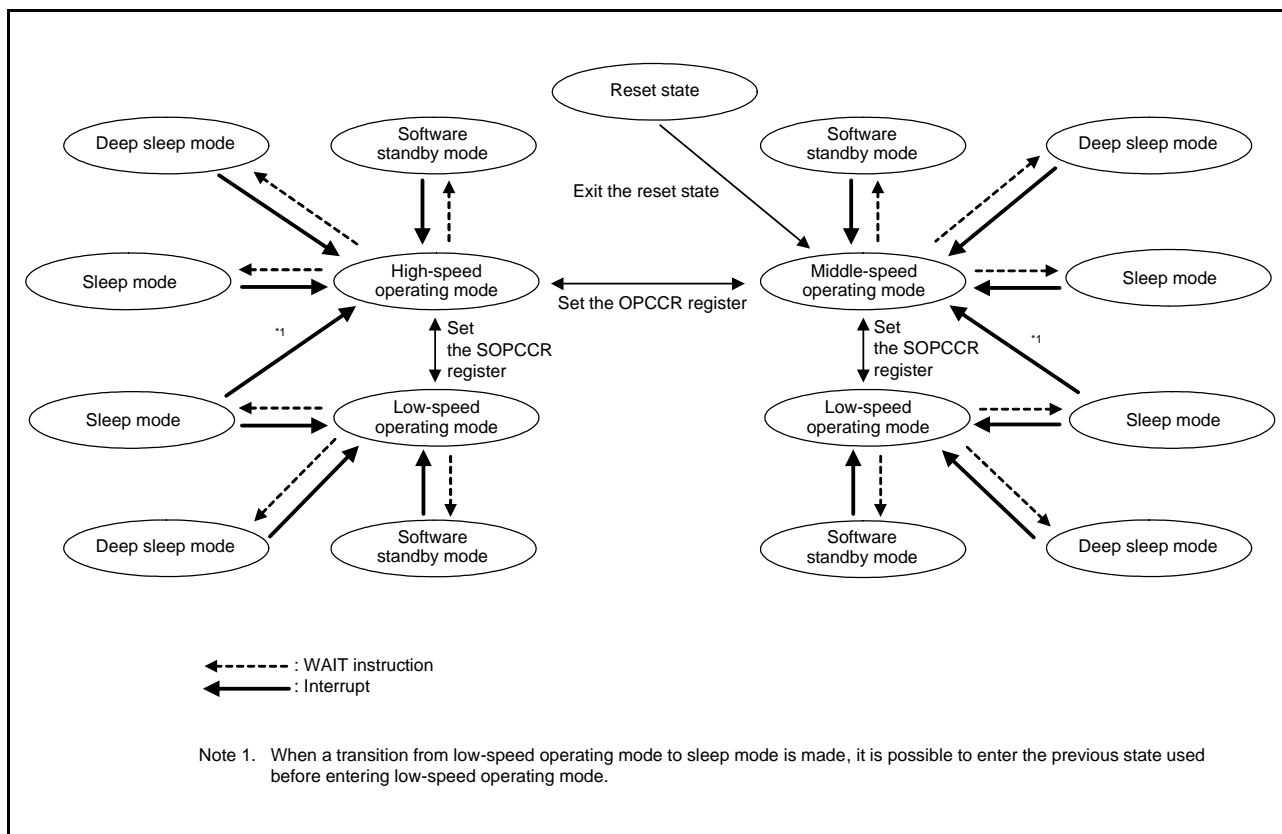 Reset state
Deep sleep mode
Software
standby mode
Software
standby mode
Deep sleep mode
Exit the reset state
Sleep mode
High-speed
operating mode
Set the OPCCR register
Middle-speed
operating mode
Sleep mode
*1
Set
the SOPCCR
register
Set
the SOPCCR
register
*1
Sleep mode
Low-speed
operating mode
Low-speed
operating mode
Sleep mode
Deep sleep mode
Software
standby mode
Software
standby mode
Deep sleep mode
: WAIT instruction
: Interrupt
Note 1. When a transition from low-speed operating mode to sleep mode is made, it is possible to enter the previous state used
before entering low-speed operating mode.